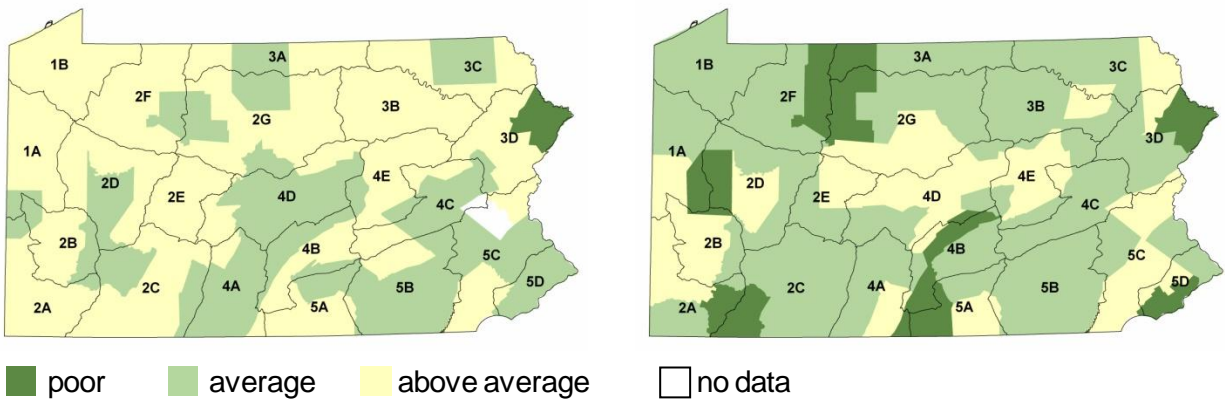 1B
3A
3C
2F
3B
2G
3D
1A
2D
2E
4D
4E
4C
2B
4B
5C
2C
4A
5B
5D
2A
5A
1B
3A
3C
2F
3B
2G
3D
1A
2D
2E
4D
4E
4C
2B
4B
5C
2C
4A
5B
5D
2A
5A
poor average above average no data